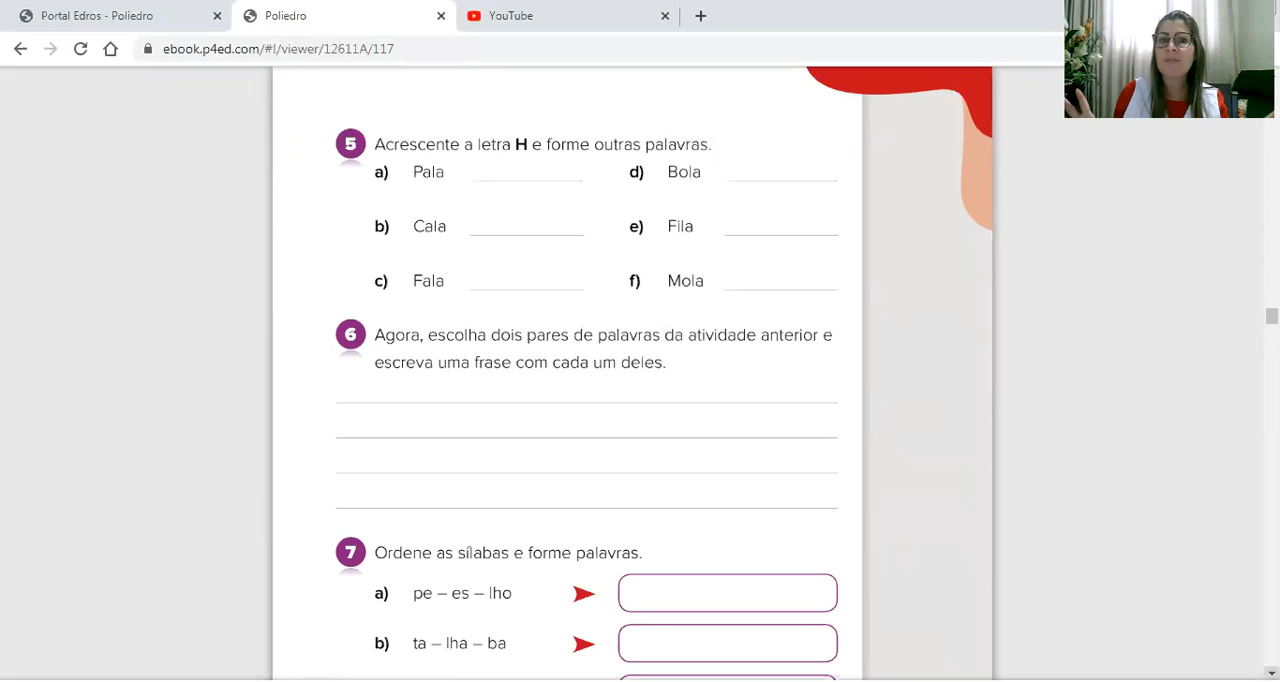 Portal Edros - Poliedro
Poliedro
YouTube
ebook.p4ed.com/#!/viewer/12611A/117
5 Acrescente a letra H e forme outras palavras.
a) Pala
d) Bola
b) Cala
e) Fila
c) Fala
f) Mola
6 Agora, escolha dois pares de palavras da atividade anterior e
escreva uma frase com cada um deles.
7 Ordene as sílabas e forme palavras.
a) pe – es – lho
b) ta – lha – ba